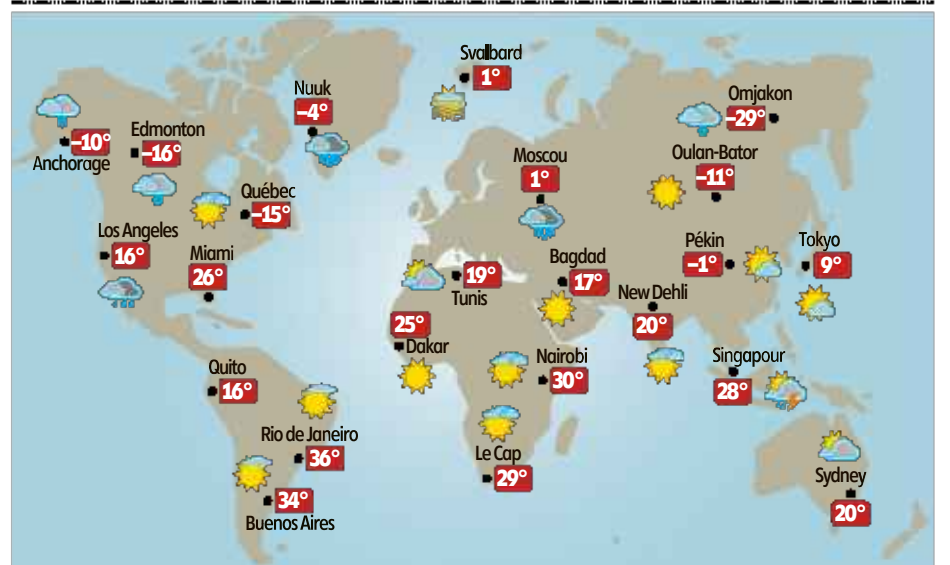 Svalbard
1°
Nuuk
-4°
Omjakon
-29°
Anchorage
-10°
Edmonton
-16°
Moscou
1°
Oulan-Bator
-11°
Québec
-15°
Los Angeles
16°
Miami
26°
Tunis
19°
Bagdad
17°
Pékin
-1°
Tokyo
9°
New Dehli
20°
25°
Dakar
Quito
16°
Nairobi
30°
Singapour
28°
Rio de Janeiro
36°
Le Cap
29°
34°
Buenos Aires
Sydney
20°